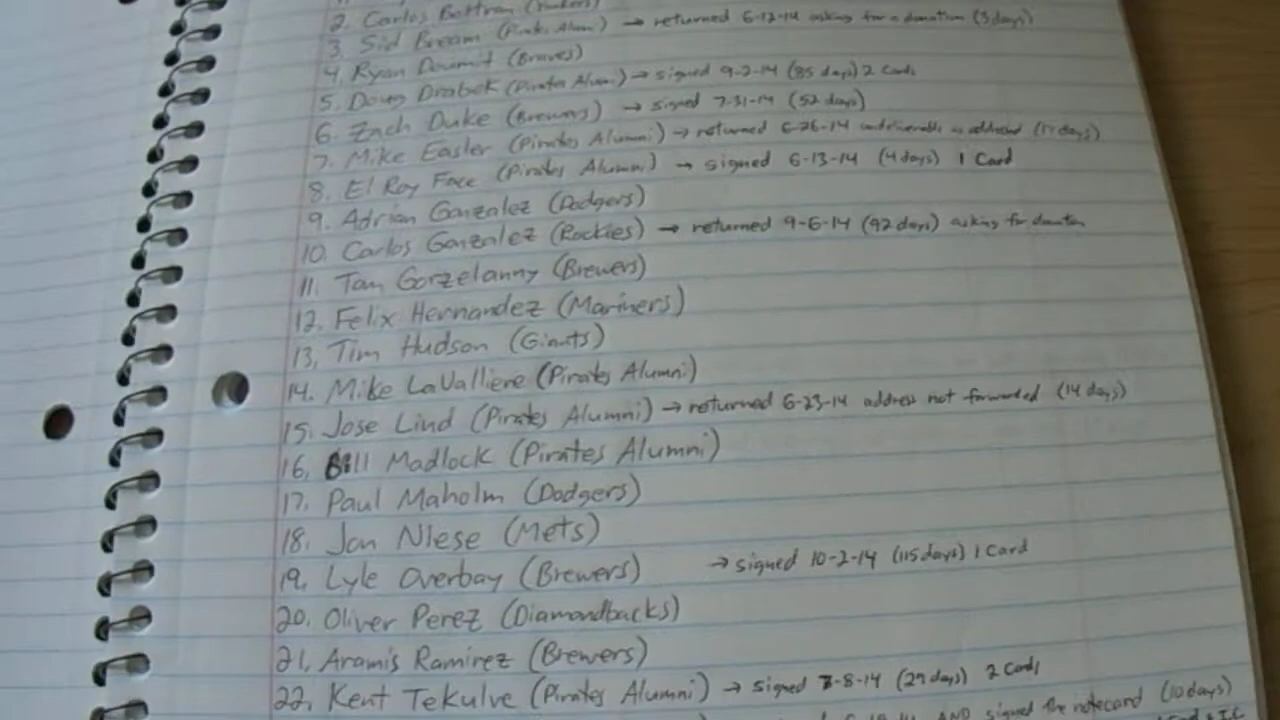 2. Carlos Beltran (Yankees)
3. Sid Bream (Pirates Alumni) → returned 6-12-14 asking for a donation (3 days)
4. Ryan Doumit (Braves)
5. Doug Drabek (Pirates Alumni) → signed 9-2-14 (85 days) 2 cards
6. Zach Duke (Brewers) → signed 7-31-14 (52 days)
7. Mike Easler (Pirates Alumni) → returned 6-26-14 undeliverable as addressed (17 days)
8. El Roy Face (Pirates Alumni) → signed 6-13-14 (4 days) 1 Card
9. Adrian Gonzalez (Dodgers)
10. Carlos Gonzalez (Rockies) → returned 9-6-14 (92 days) asking for donation
11. Tom Gorzelanny (Brewers)
12. Felix Hernandez (Mariners)
13. Tim Hudson (Giants)
14. Mike LaValliere (Pirates Alumni)
15. Jose Lind (Pirates Alumni) → returned 6-23-14 address not forwarded (14 days)
16. Bill Madlock (Pirates Alumni)
17. Paul Maholm (Dodgers)
18. Jon Niese (Mets)
19. Lyle Overbay (Brewers) → signed 10-2-14 (115 days) 1 Card
20. Oliver Perez (Diamondbacks)
21. Aramis Ramirez (Brewers)
22. Kent Tekulve (Pirates Alumni) → signed 7-8-14 (29 days) 2 Cards
AND signed the notecard (10 days)